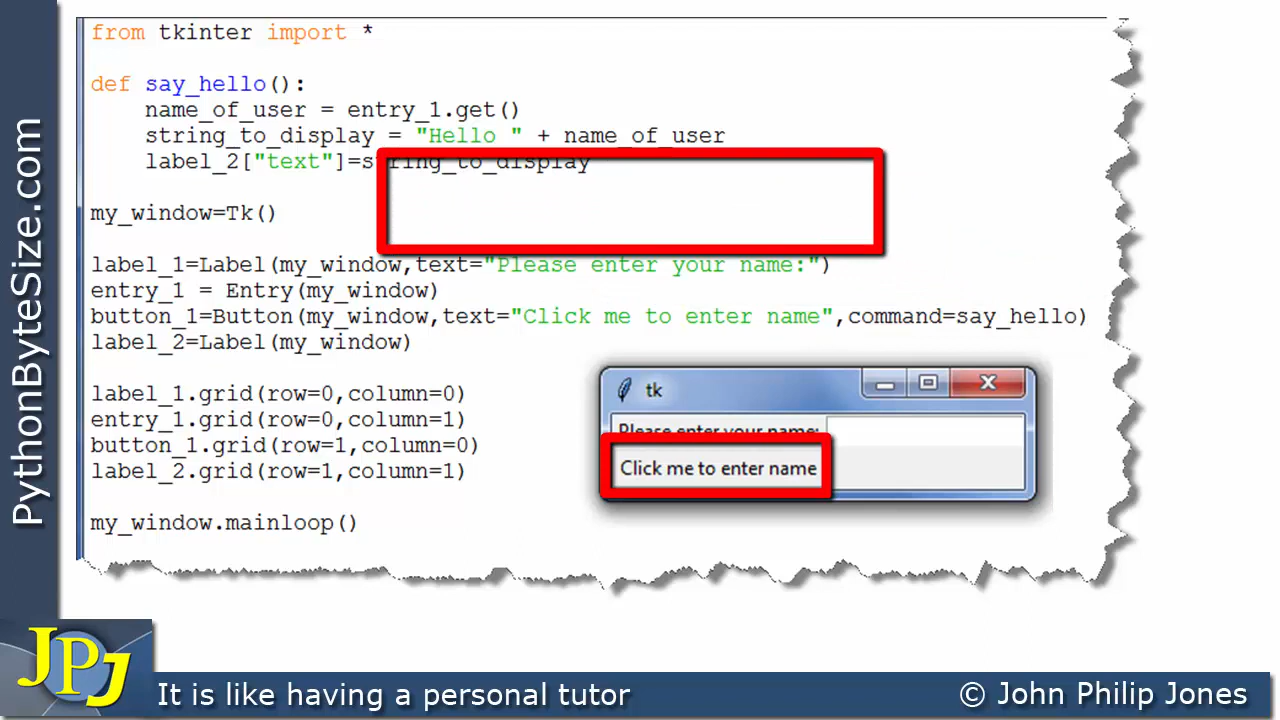 from tkinter import *
def say_hello():
name_of_user = entry_1.get()
string_to_display = "Hello " + name_of_user
label_2["text"]=string_to_display
my_window=Tk()
label_1=Label(my_window,text="Please enter your name:")
entry_1 = Entry(my_window)
button_1=Button(my_window,text="Click me to enter name",command=say_hello)
label_2=Label(my_window)
label_1.grid(row=0,column=0)
entry_1.grid(row=0,column=1)
button_1.grid(row=1,column=0)
label_2.grid(row=1,column=1)
my_window.mainloop()
tk
Please enter your name:
Click me to enter name
PythonByteSize.com
JPJ
It is like having a personal tutor
© John Philip Jones